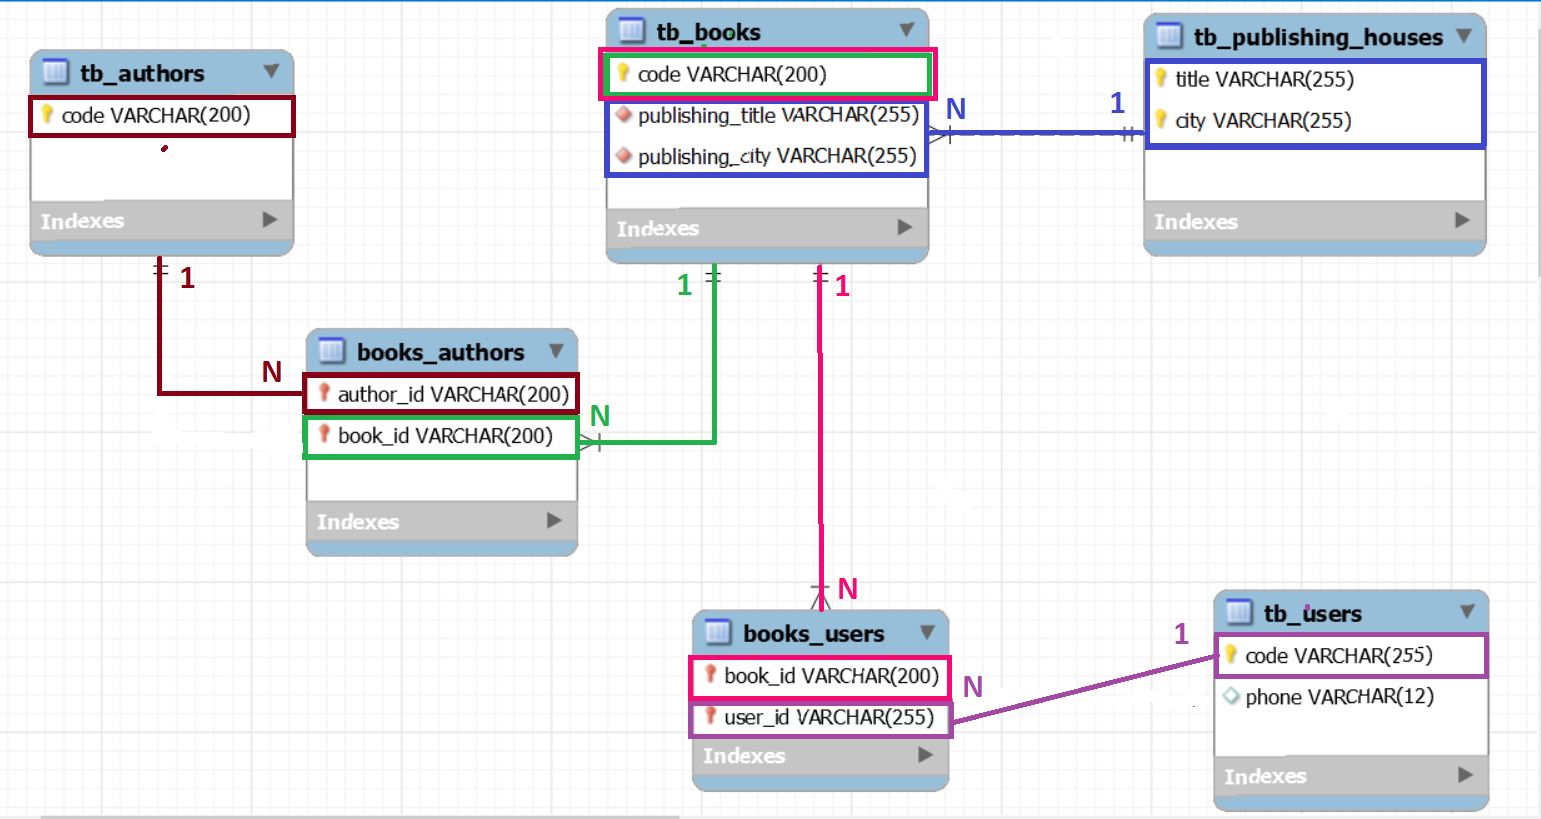 tb_authors
code VARCHAR(200)
Indexes
1
tb_books
code VARCHAR(200)
publishing_title VARCHAR(255)
publishing_city VARCHAR(255)
Indexes
N
1
tb_publishing_houses
title VARCHAR(255)
city VARCHAR(255)
Indexes
1
1
N
books_authors
author_id VARCHAR(200)
book_id VARCHAR(200)
Indexes
N
N
books_users
book_id VARCHAR(200)
user_id VARCHAR(255)
Indexes
N
1
tb_users
code VARCHAR(255)
phone VARCHAR(12)
Indexes